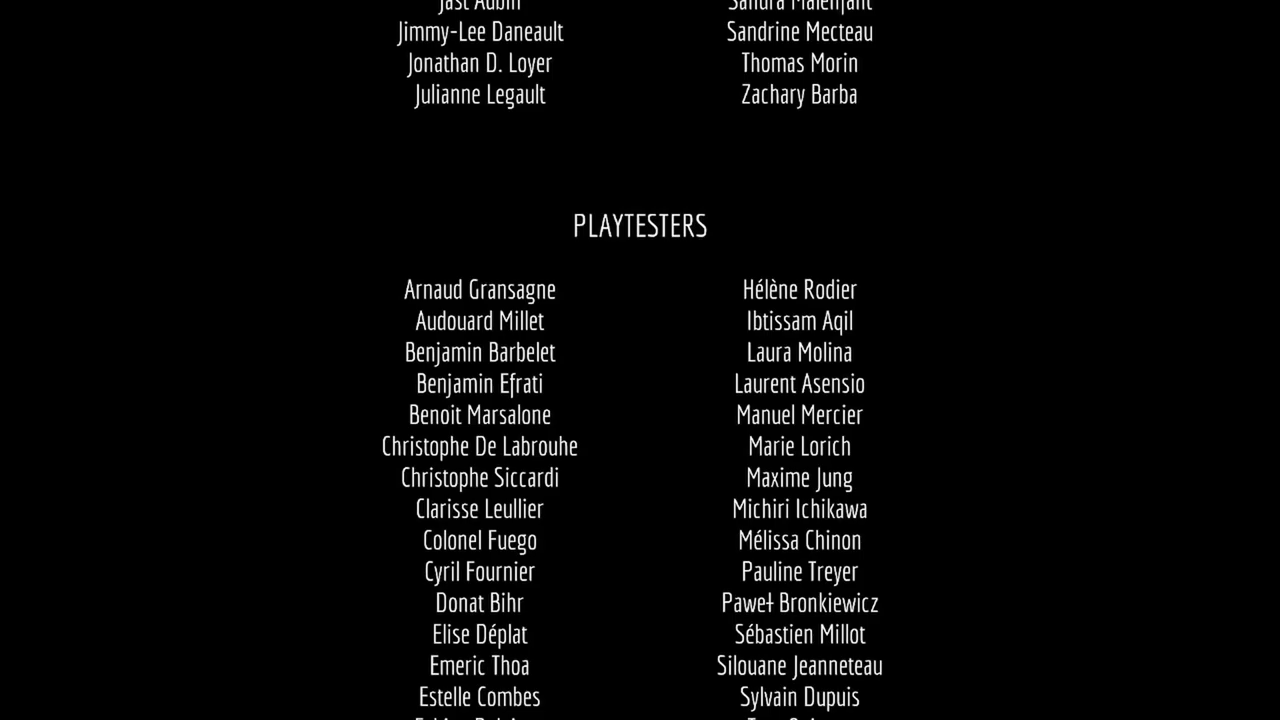 Jimmy-Lee Daneault
Jonathan D. Loyer
Julianne Legault
Sandrine Mecteau
Thomas Morin
Zachary Barba
PLAYTESTERS
Arnaud Gransagne
Audouard Millet
Benjamin Barbelet
Benjamin Efrati
Benoit Marsalone
Christophe De Labrouhe
Christophe Siccardi
Clarisse Leullier
Colonel Fuego
Cyril Fournier
Donat Bihr
Elise Déplat
Emeric Thoa
Estelle Combes
Hélène Rodier
Ibtissam Aqil
Laura Molina
Laurent Asensio
Manuel Mercier
Marie Lorich
Maxime Jung
Michiri Ichikawa
Mélissa Chinon
Pauline Treyer
Paweł Bronkiewicz
Sébastien Millot
Silouane Jeanneteau
Sylvain Dupuis